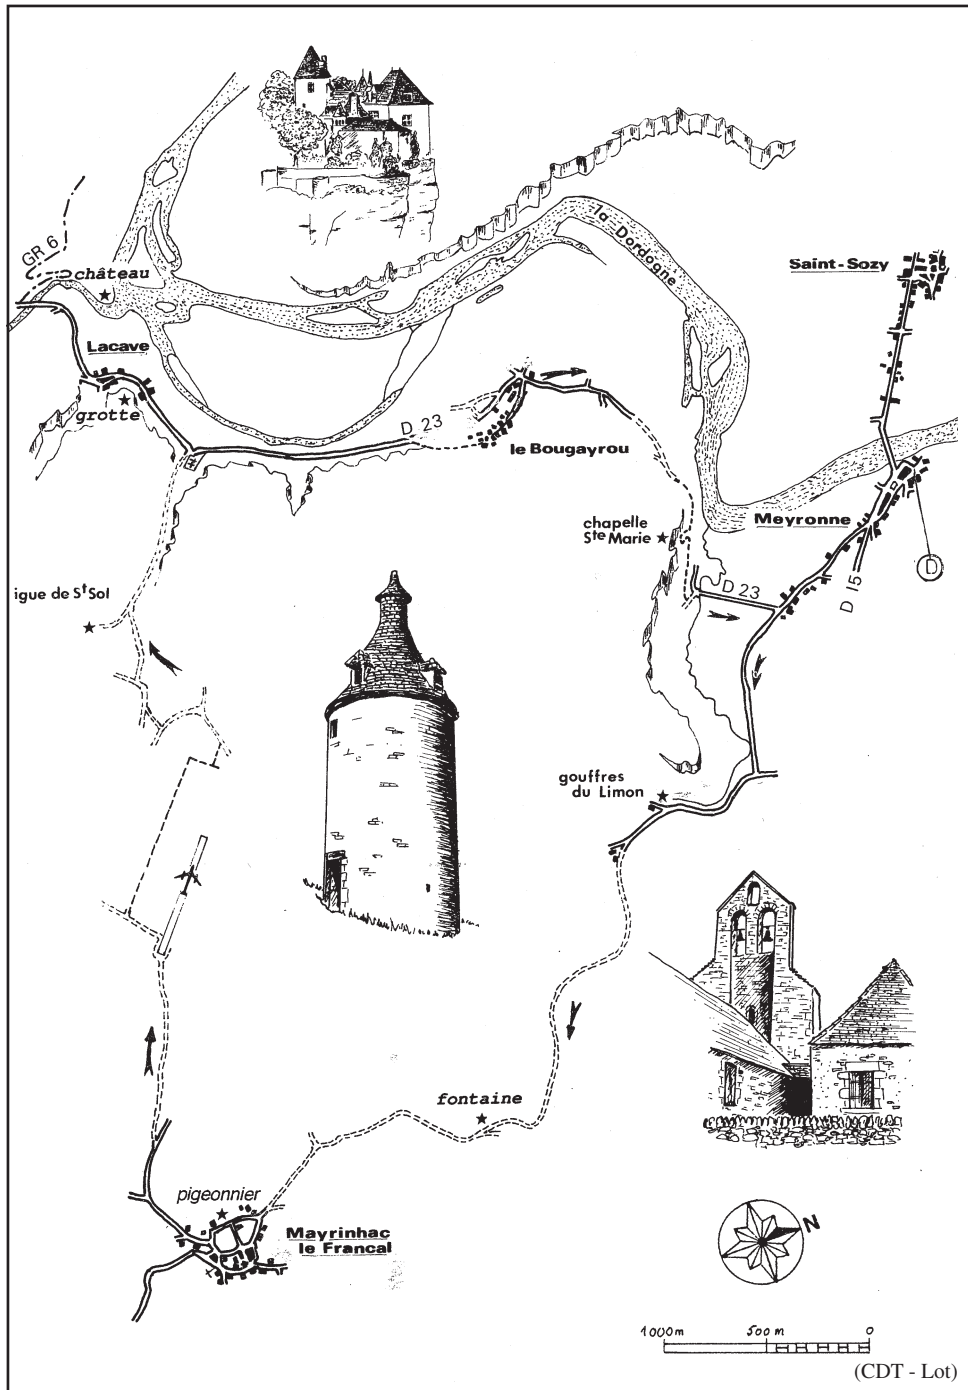 la Dordogne
GR 6
château
Saint-Sozy
Lacave
grotte
D 23
le Bougayrou
Meyronne
chapelle
Ste Marie
D
D 15
D 23
igue de St Sol
gouffres
du Limon
fontaine
pigeonnier
Mayrinhac
le Francal
N
1000m 500m 0
(CDT - Lot)